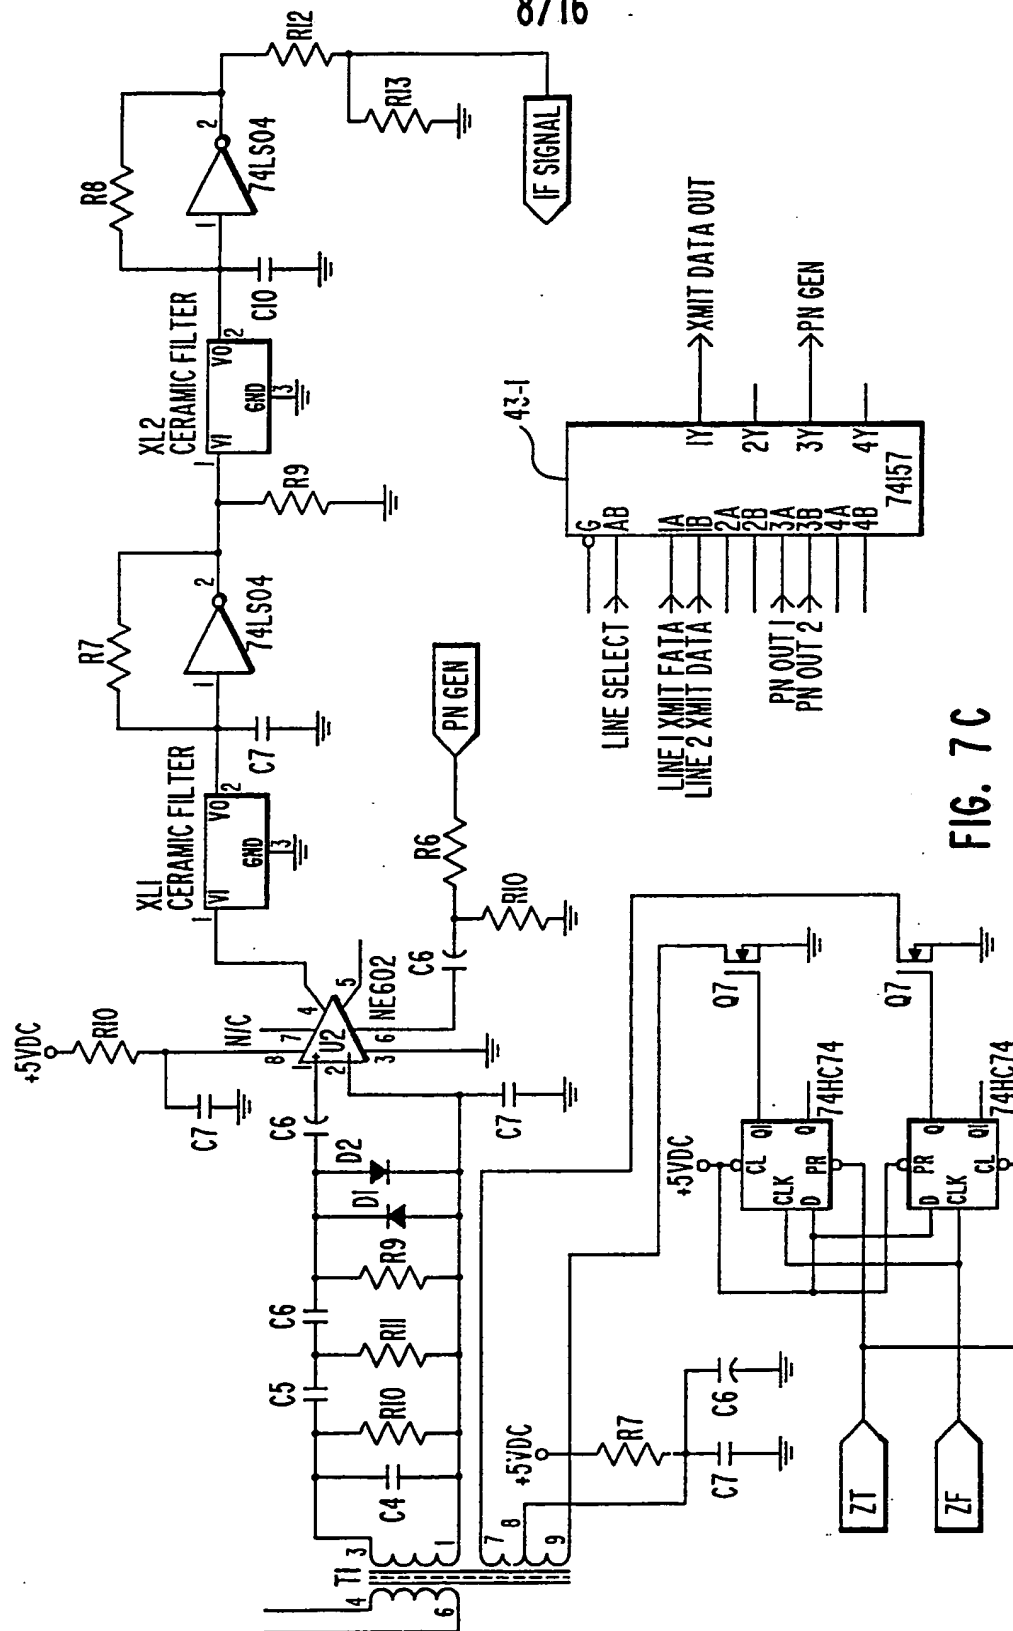 8/16
+5VDC
R10
C7
N/C
8
7
4
5
1
2
U2
3
6
NE602
C6
XL1
CERAMIC FILTER
1
VI
VO
2
GND
3
C7
R7
1
2
74LS04
R9
XL2
CERAMIC FILTER
1
VI
VO
2
GND
3
C10
R8
1
2
74LS04
R12
R13
IF SIGNAL
PN GEN
R6
R10
C6
C7
T1
4
6
3
1
7
8
9
C4
R10
C5
R11
C6
R9
D1
D2
+5VDC
R7
C7
C6
ZT
ZF
+5VDC
CL
CLK
D
PR
Q1
Q
74HC74
PR
D
CLK
CL
Q
Q1
74HC74
Q7
Q7
43-1
LINE SELECT
LINE 1 XMIT FATA
LINE 2 XMIT DATA
PN OUT 1
PN OUT 2
G
AB
1A
1B
2A
2B
3A
3B
4A
4B
1Y
2Y
3Y
4Y
74157
XMIT DATA OUT
PN GEN
FIG. 7C